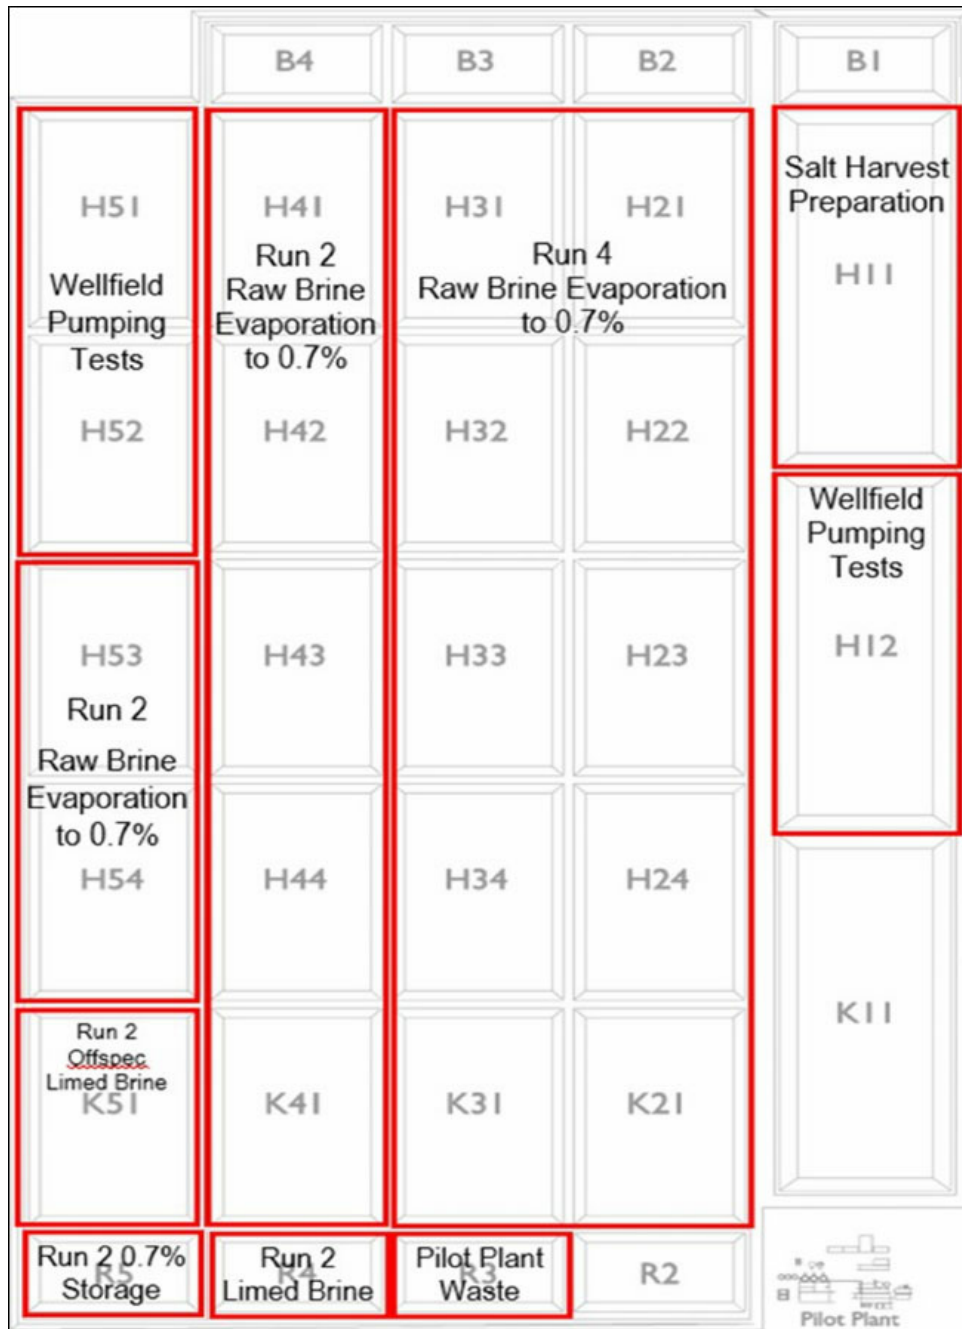 B4
B3
B2
B1
H51
H41
H31
H21
Salt Harvest
Preparation
H11
Wellfield
Pumping
Tests
Run 2
Raw Brine
Evaporation
to 0.7%
Run 4
Raw Brine Evaporation
to 0.7%
H52
H42
H32
H22
Wellfield
Pumping
Tests
H12
H53
H43
H33
H23
Run 2
Raw Brine
Evaporation
to 0.7%
H54
H44
H34
H24
K11
Run 2
Offspec
Limed Brine
K51
K41
K31
K21
Run 2 0.7%
Storage
R5
Run 2
Limed Brine
R4
Pilot Plant
Waste
R3
R2
Pilot Plant